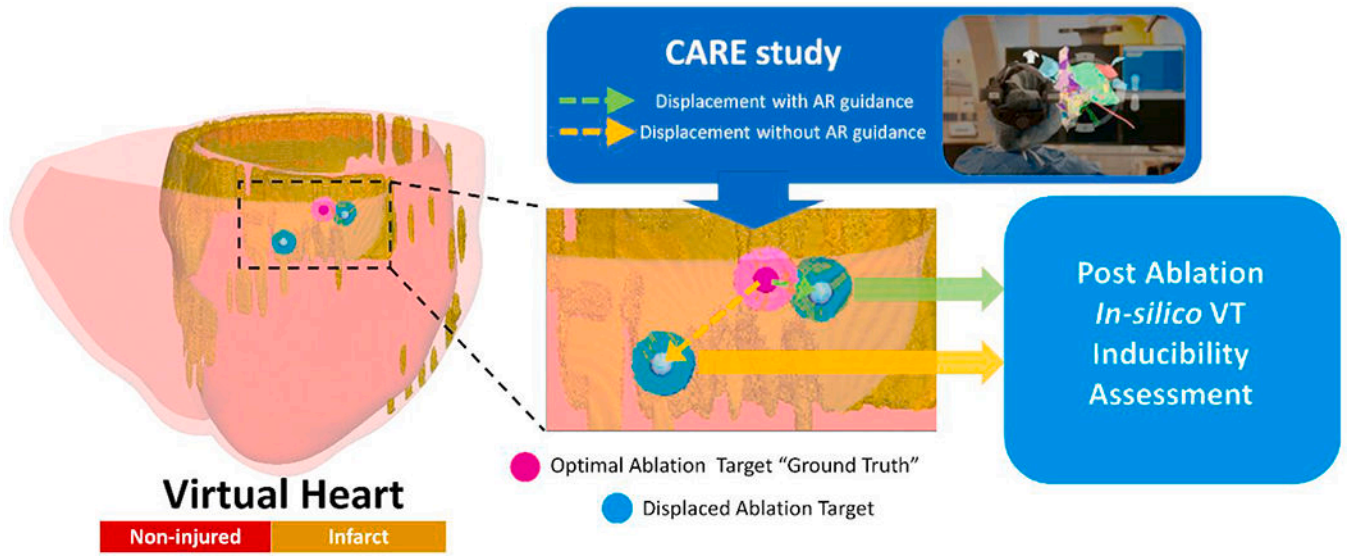 CARE study
Displacement with AR guidance
Displacement without AR guidance
Post Ablation
In-silico VT
Inducibility
Assessment
Optimal Ablation Target “Ground Truth”
Displaced Ablation Target
Virtual Heart
Non-injured Infarct